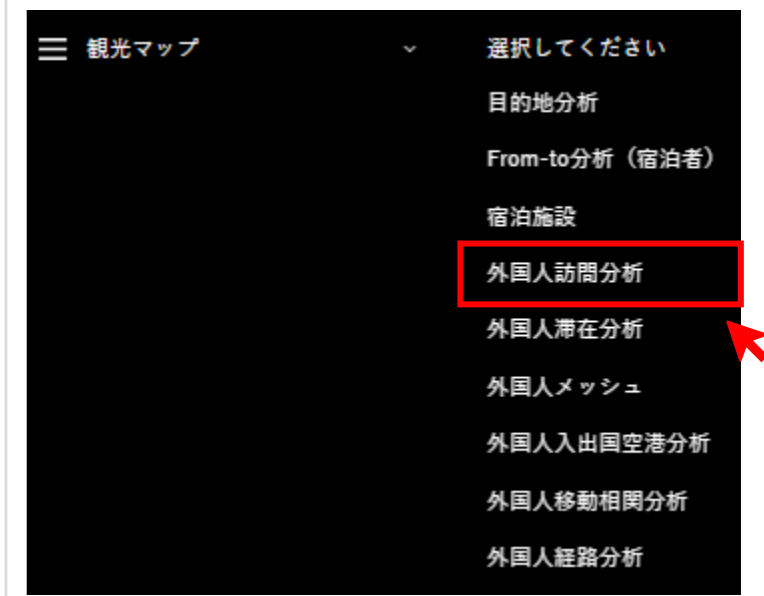 観光マップ
選択してください
目的地分析
From-to分析（宿泊者）
宿泊施設
外国人訪問分析
外国人滞在分析
外国人メッシュ
外国人入出国空港分析
外国人移動相関分析
外国人経路分析